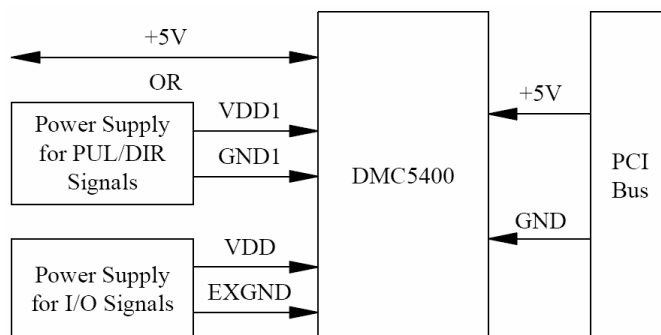 +5V
OR
Power Supply
for PUL/DIR
Signals
VDD1
GND1
Power Supply
for I/O Signals
VDD
EXGND
DMC5400
+5V
GND
PCI
Bus